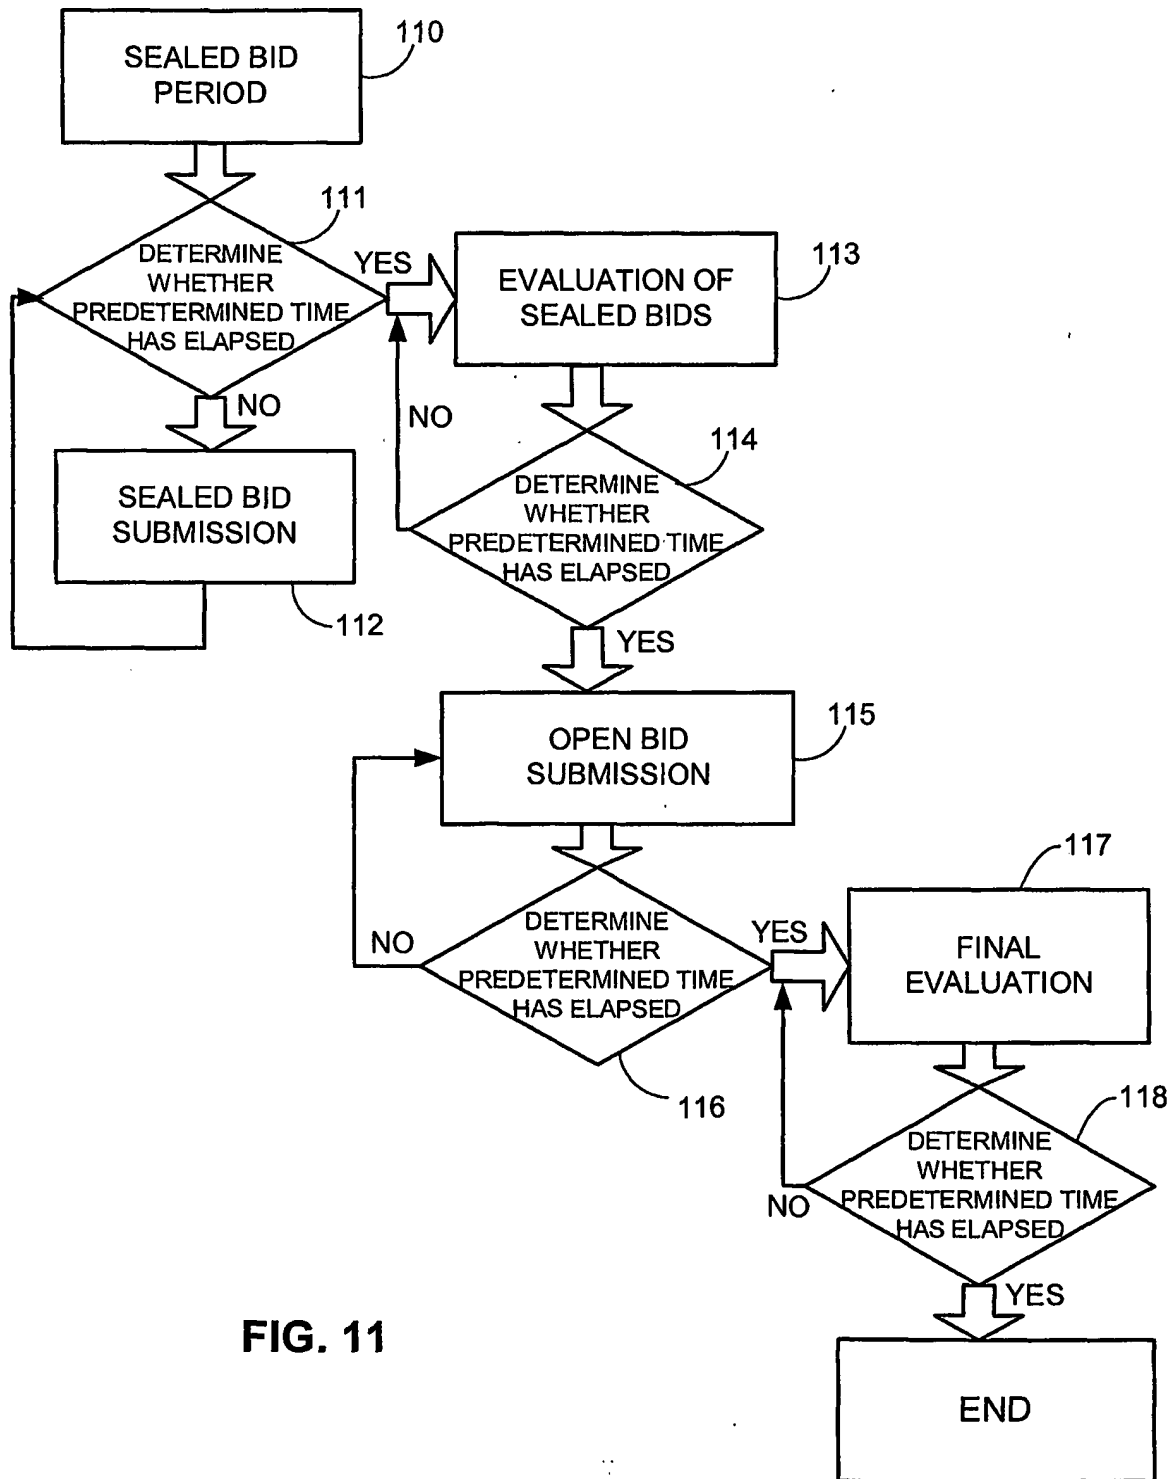 SEALED BID
PERIOD
110
DETERMINE
WHETHER
PREDETERMINED TIME
HAS ELAPSED
111
YES
NO
SEALED BID
SUBMISSION
112
EVALUATION OF
SEALED BIDS
113
NO
DETERMINE
WHETHER
PREDETERMINED TIME
HAS ELAPSED
114
YES
OPEN BID
SUBMISSION
115
NO
DETERMINE
WHETHER
PREDETERMINED TIME
HAS ELAPSED
116
YES
FINAL
EVALUATION
117
NO
DETERMINE
WHETHER
PREDETERMINED TIME
HAS ELAPSED
118
YES
END
FIG. 11